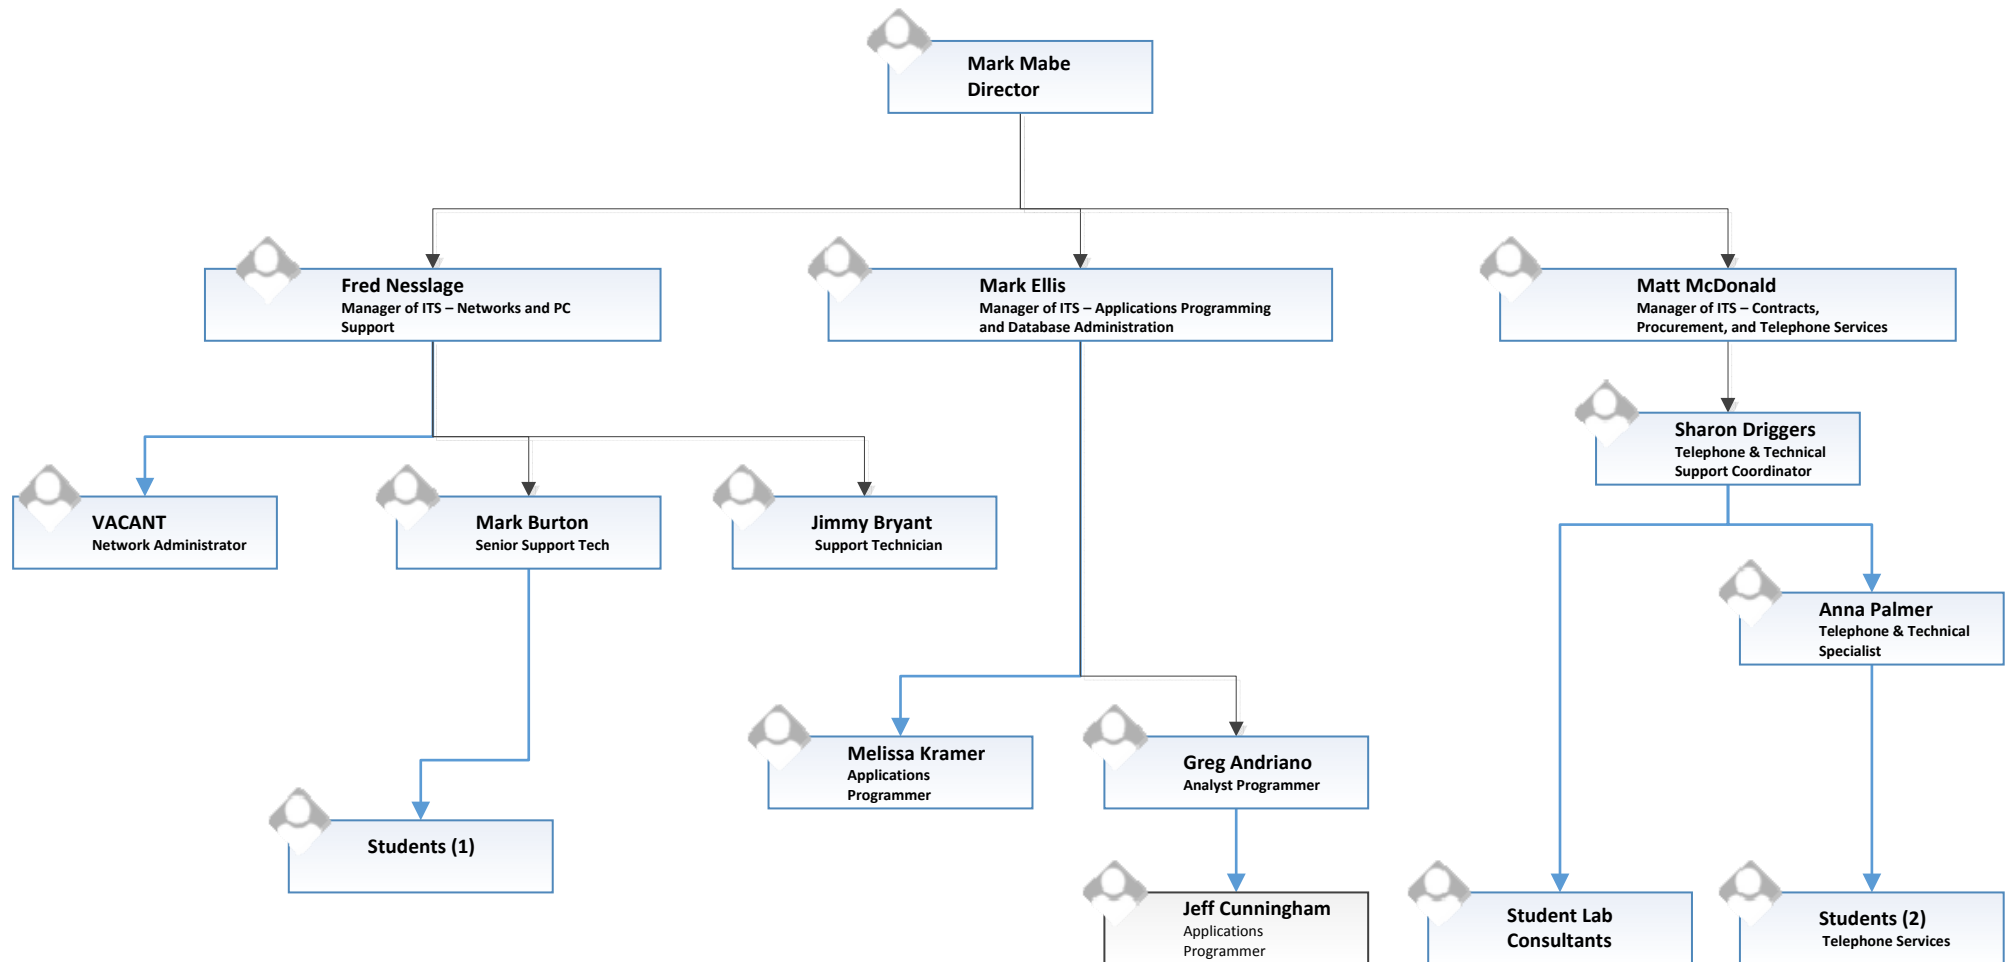 Mark Mabe
Director
Fred Nesslage
Manager of ITS – Networks and PC
Support
Mark Ellis
Manager of ITS – Applications Programming
and Database Administration
Matt McDonald
Manager of ITS – Contracts,
Procurement, and Telephone Services
Sharon Driggers
Telephone & Technical
Support Coordinator
VACANT
Network Administrator
Mark Burton
Senior Support Tech
Jimmy Bryant
Support Technician
Anna Palmer
Telephone & Technical
Specialist
Melissa Kramer
Applications
Programmer
Greg Andriano
Analyst Programmer
Students (1)
Jeff Cunningham
Applications
Programmer
Student Lab
Consultants
Students (2)
Telephone Services